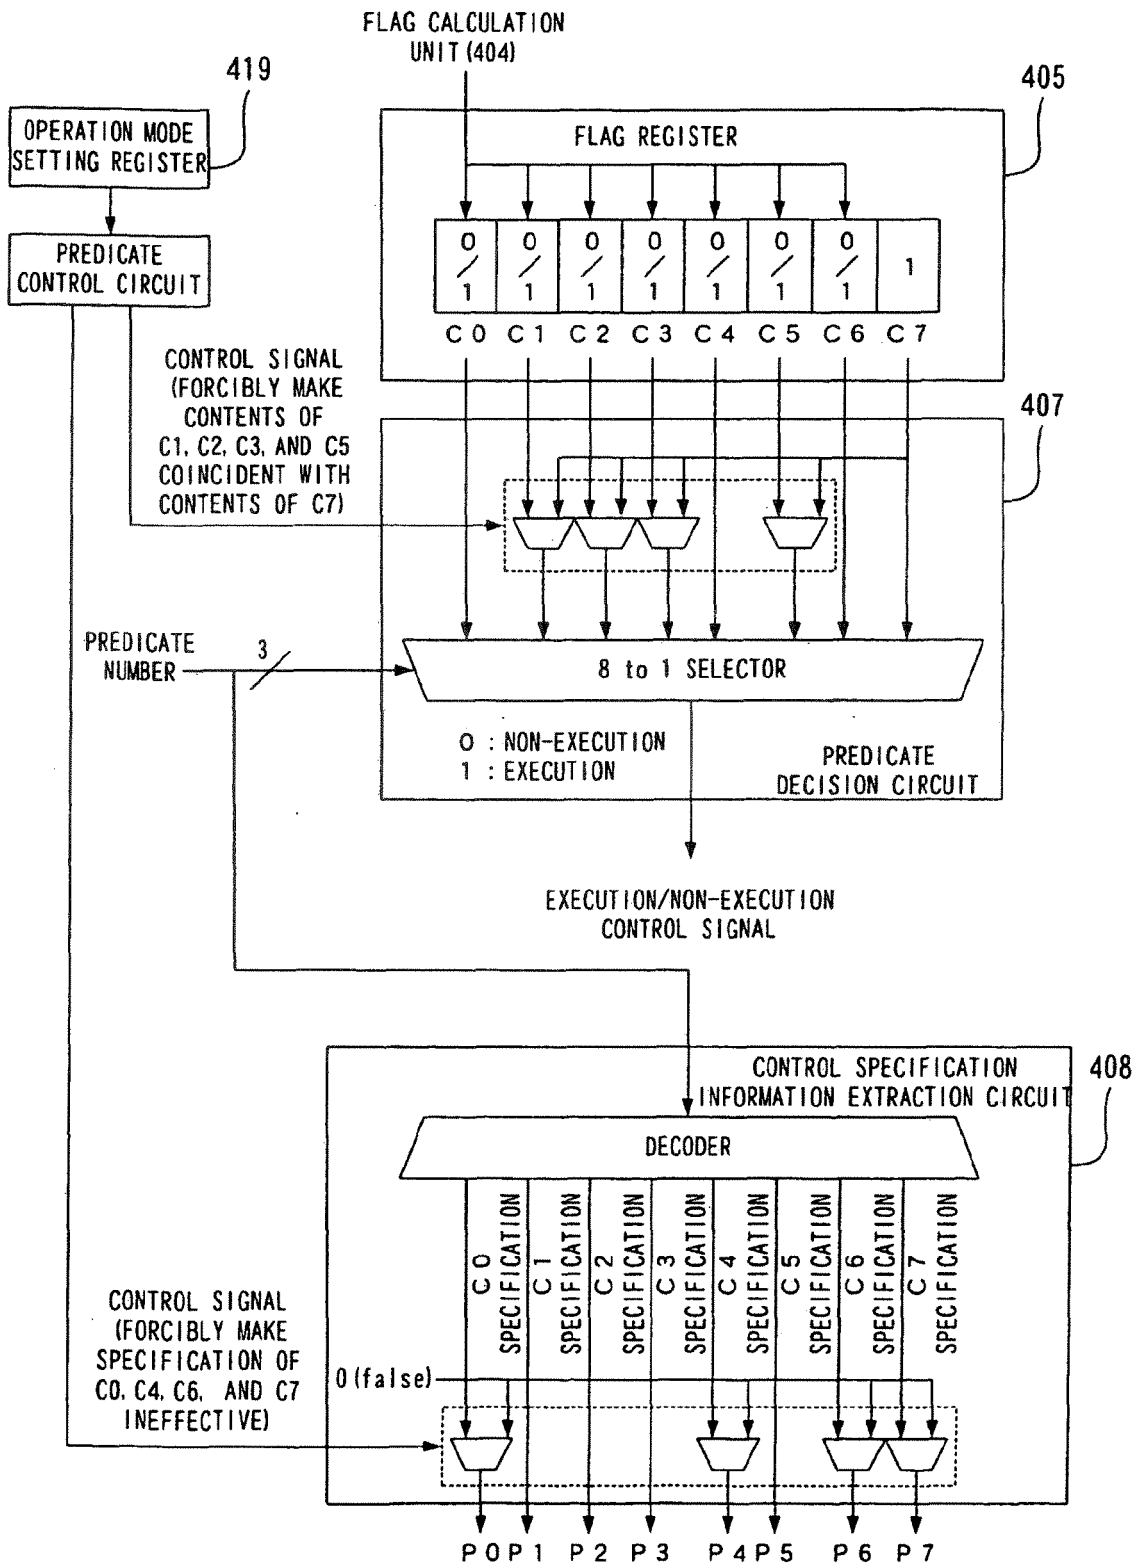 FLAG CALCULATION
UNIT (404)
419
405
OPERATION MODE
SETTING REGISTER
FLAG REGISTER
PREDICATE
CONTROL CIRCUIT
0/1 0/1 0/1 0/1 0/1 0/1 0/1 1
C0 C1 C2 C3 C4 C5 C6 C7
CONTROL SIGNAL
(FORCIBLY MAKE
CONTENTS OF
C1, C2, C3, AND C5
COINCIDENT WITH
CONTENTS OF C7)
407
PREDICATE
NUMBER
3
8 to 1 SELECTOR
0 : NON-EXECUTION
1 : EXECUTION
PREDICATE
DECISION CIRCUIT
EXECUTION/NON-EXECUTION
CONTROL SIGNAL
CONTROL SPECIFICATION
INFORMATION EXTRACTION CIRCUIT
408
DECODER
C0
SPECIFICATION
C1
SPECIFICATION
C2
SPECIFICATION
C3
SPECIFICATION
C4
SPECIFICATION
C5
SPECIFICATION
C6
SPECIFICATION
C7
SPECIFICATION
CONTROL SIGNAL
(FORCIBLY MAKE
SPECIFICATION OF
C0, C4, C6, AND C7
INEFFECTIVE)
0 (false)
P0 P1 P2 P3 P4 P5 P6 P7